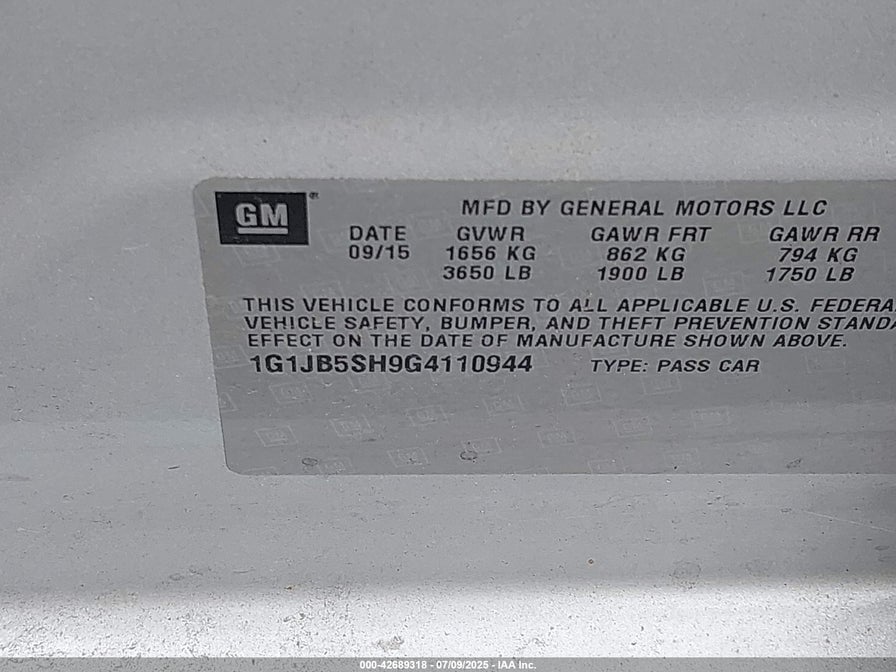 GM ®
MFD BY GENERAL MOTORS LLC
DATE GVWR GAWR FRT GAWR RR
09/15 1656 KG 862 KG 794 KG
3650 LB 1900 LB 1750 LB
THIS VEHICLE CONFORMS TO ALL APPLICABLE U.S. FEDERA
VEHICLE SAFETY, BUMPER, AND THEFT PREVENTION STANDA
EFFECT ON THE DATE OF MANUFACTURE SHOWN ABOVE.
1G1JB5SH9G4110944 TYPE: PASS CAR
000-42689318 - 07/09/2025 - IAA Inc.